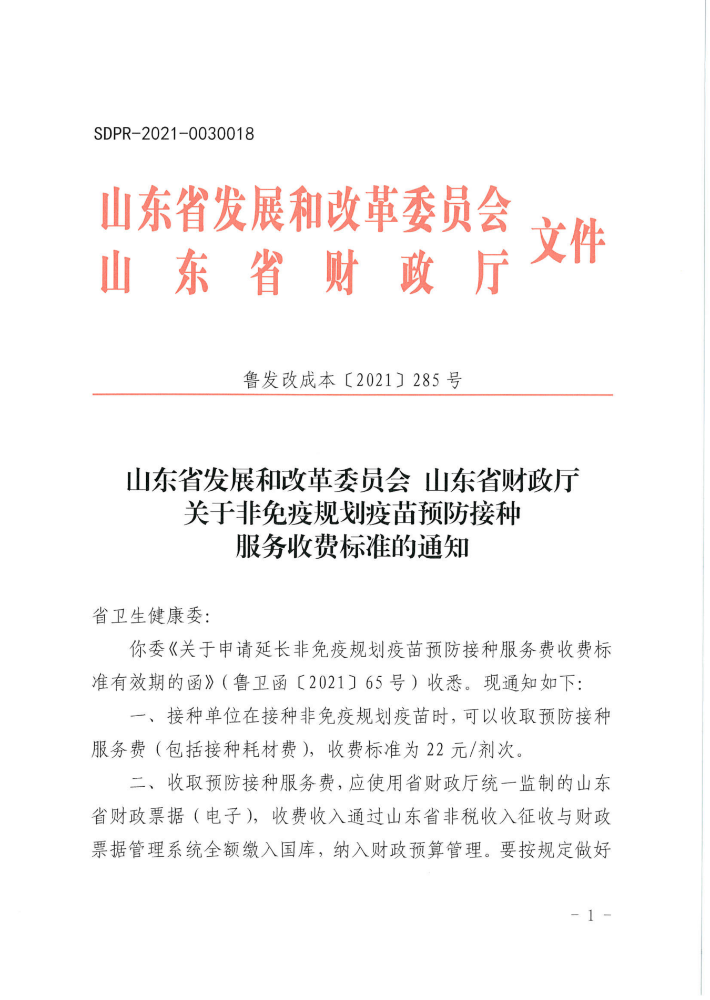 SDPR-2021-0030018
山东省发展和改革委员会
文件
山东省财政厅
鲁发改成本〔2021〕285 号
山东省发展和改革委员会 山东省财政厅
关于非免疫规划疫苗预防接种
服务收费标准的通知
省卫生健康委：
你委《关于申请延长非免疫规划疫苗预防接种服务费收费标
准有效期的函》（鲁卫函〔2021〕65 号）收悉。现通知如下：
一、接种单位在接种非免疫规划疫苗时，可以收取预防接种
服务费（包括接种耗材费），收费标准为 22 元/剂次。
二、收取预防接种服务费，应使用省财政厅统一监制的山东
省财政票据（电子），收费收入通过山东省非税收入征收与财政
票据管理系统全额缴入国库，纳入财政预算管理。要按规定做好
- 1 -